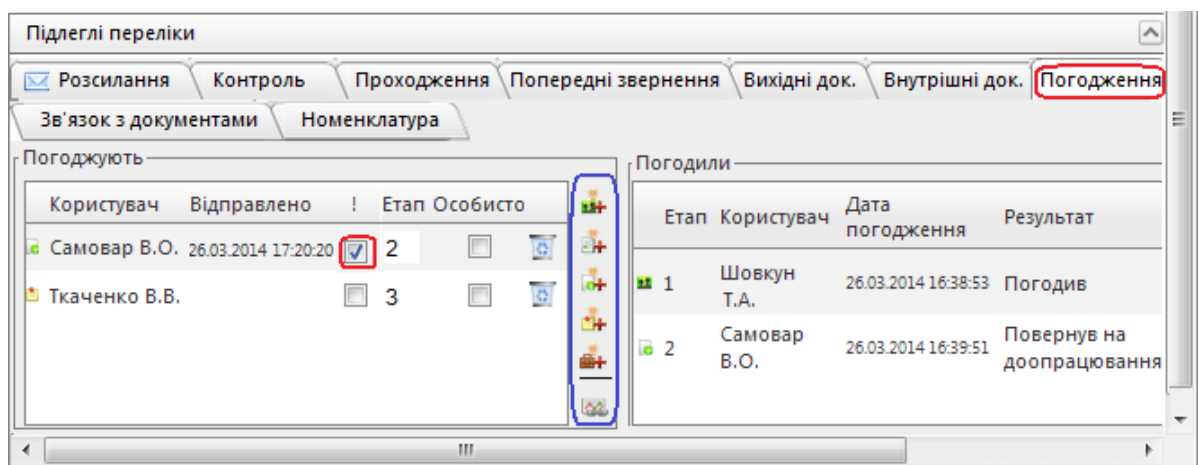 Підлеглі переліки
Розсилання Контроль Проходження Попередні звернення Вихідні док. Внутрішні док. Погодження
Зв'язок з документами Номенклатура
Погоджують
Користувач Відправлено ! Етап Особисто
Самовар В.О. 26.03.2014 17:20:20 2
Ткаченко В.В. 3
Погодили
Етап Користувач Дата погодження Результат
1 Шовкун Т.А. 26.03.2014 16:38:53 Погодив
2 Самовар В.О. 26.03.2014 16:39:51 Повернув на доопрацювання